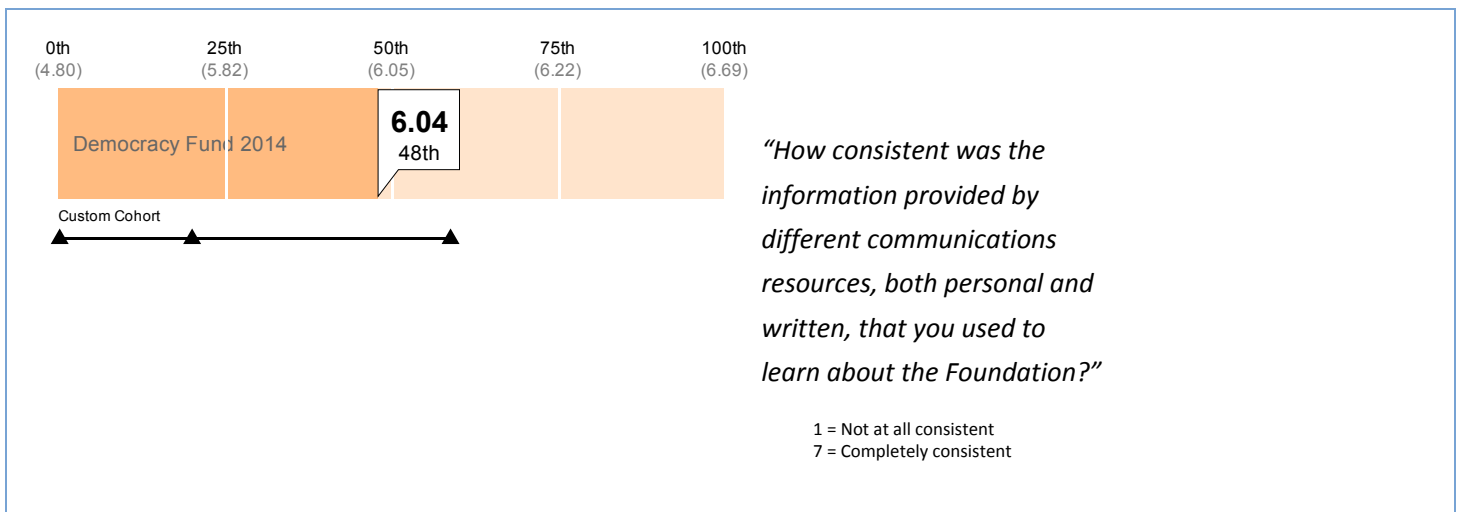 0th 25th 50th 75th 100th
(4.80) (5.82) (6.05) (6.22) (6.69)
Democracy Fund 2014
6.04
48th
Custom Cohort
“How consistent was the
information provided by
different communications
resources, both personal and
written, that you used to
learn about the Foundation?”
1 = Not at all consistent
7 = Completely consistent